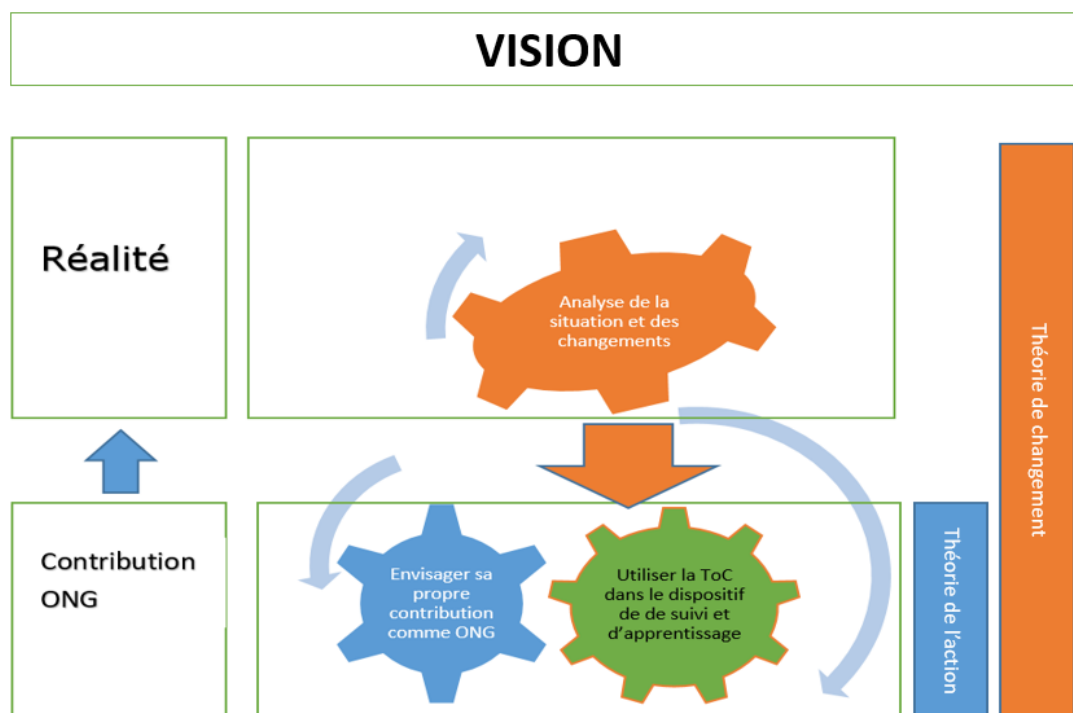 VISION
Réalité
Analyse de la
situation et des
changements
Théorie de changement
Contribution
ONG
Envisager sa
propre
contribution
comme ONG
Utiliser la ToC
dans le dispositif
de de suivi et
d'apprentissage
Théorie de l'action